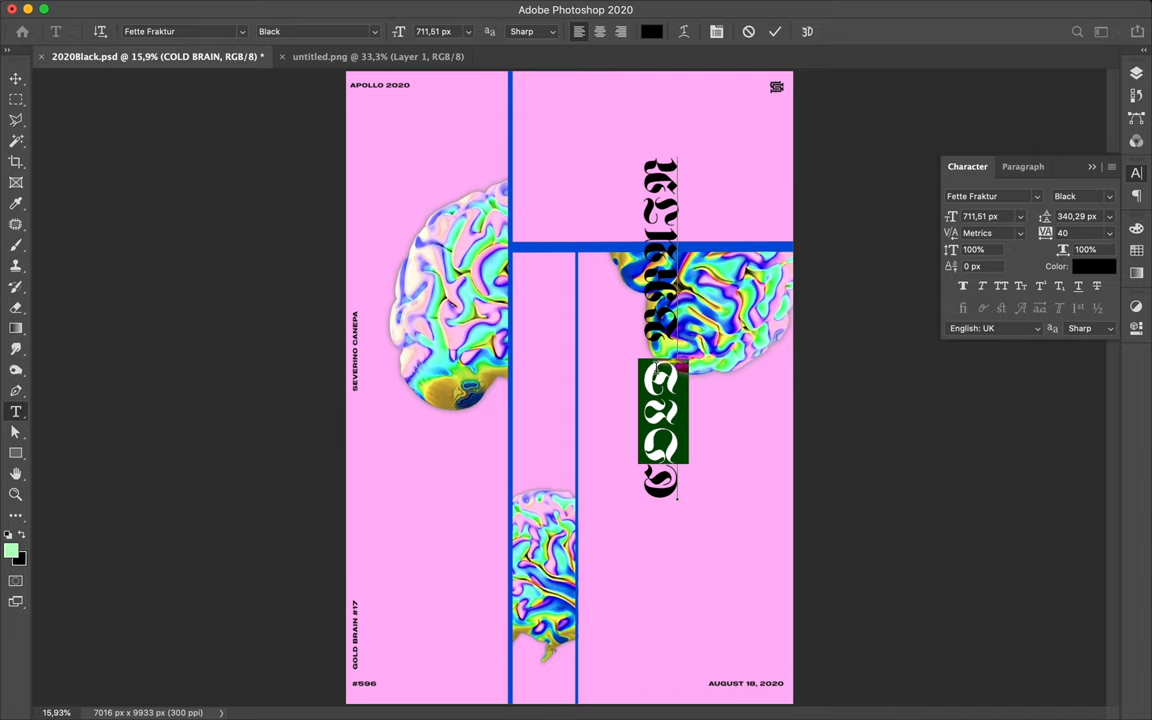 Adobe Photoshop 2020
Fette Fraktur
Black
711,51 px
Sharp
3D
2020Black.psd @ 15,9% (COLD BRAIN, RGB/8) *
untitled.png @ 33,3% (Layer 1, RGB/8)
APOLLO 2020
SEVERINO CANEPA
GOLD BRAIN #17
#596
AUGUST 18, 2020
Character
Paragraph
Fette Fraktur
Black
711,51 px
340,29 px
Metrics
40
100%
100%
0 px
Color:
English: UK
Sharp
15,93%
7016 px x 9933 px (300 ppi)